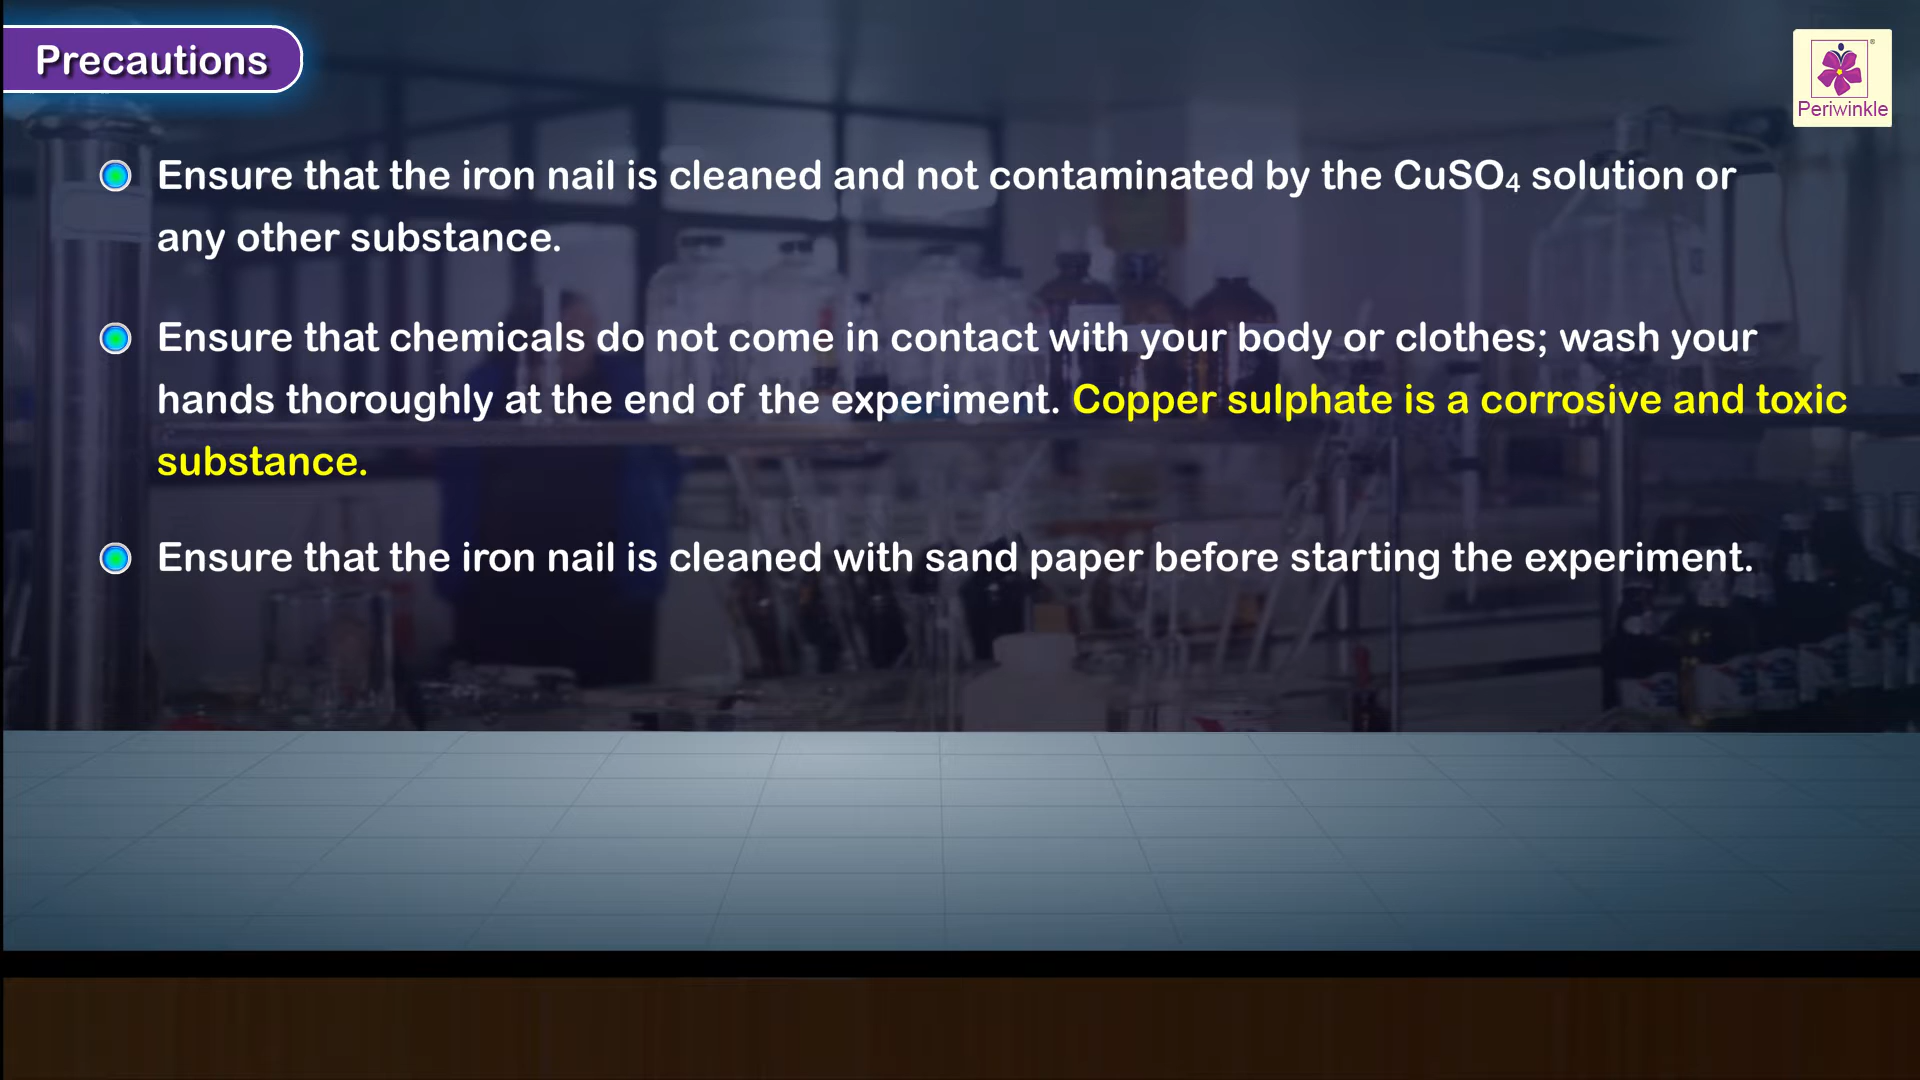 Precautions
Periwinkle
Ensure that the iron nail is cleaned and not contaminated by the CuSO₄ solution or
any other substance.
Ensure that chemicals do not come in contact with your body or clothes; wash your
hands thoroughly at the end of the experiment. Copper sulphate is a corrosive and toxic
substance.
Ensure that the iron nail is cleaned with sand paper before starting the experiment.